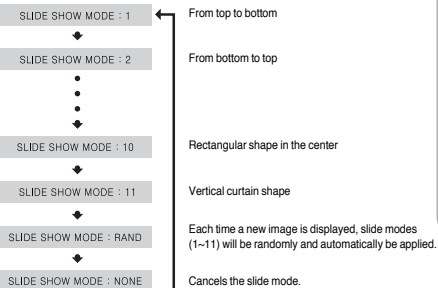 SLIDE SHOW MODE : 1
From top to bottom
SLIDE SHOW MODE : 2
From bottom to top
SLIDE SHOW MODE : 10
Rectangular shape in the center
SLIDE SHOW MODE : 11
Vertical curtain shape
SLIDE SHOW MODE : RAND
Each time a new image is displayed, slide modes
(1~11) will be randomly and automatically be applied.
SLIDE SHOW MODE : NONE
Cancels the slide mode.